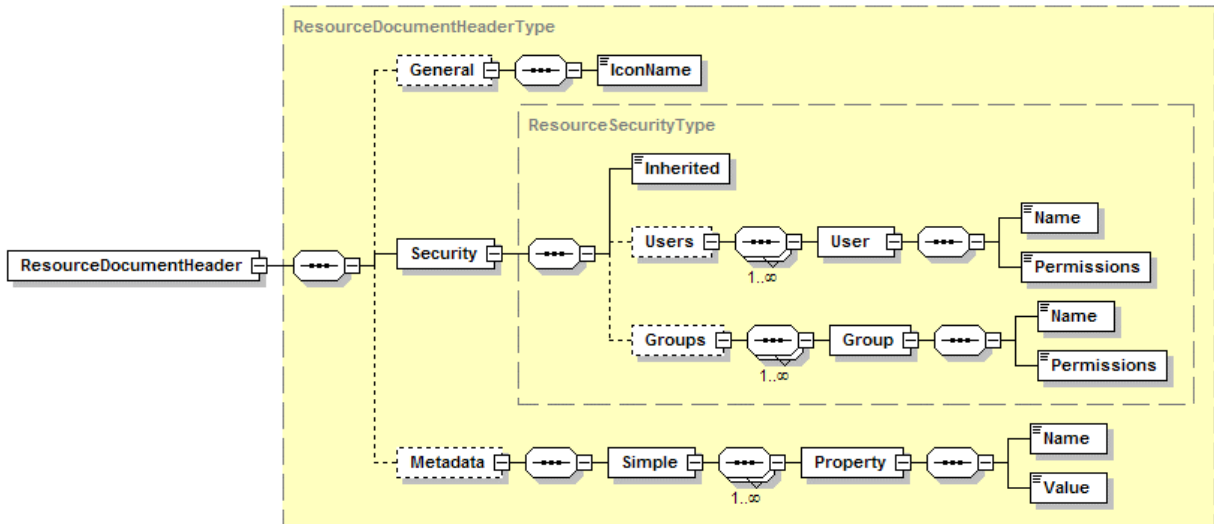 ResourceDocumentHeaderType
General
IconName
ResourceSecurityType
Inherited
Name
Users
User
Security
Permissions
1..∞
ResourceDocumentHeader
Name
Groups
Group
Permissions
1..∞
Name
Metadata
Simple
Property
Value
1..∞